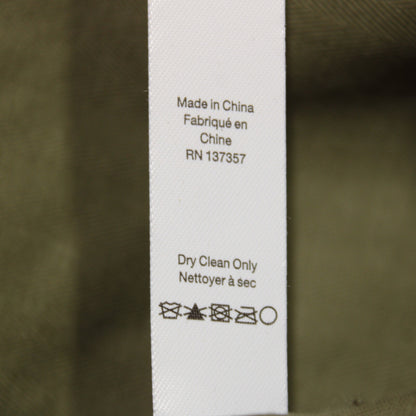 Made in China
Fabriqué en
Chine
RN 137357
Dry Clean Only
Nettoyer à sec